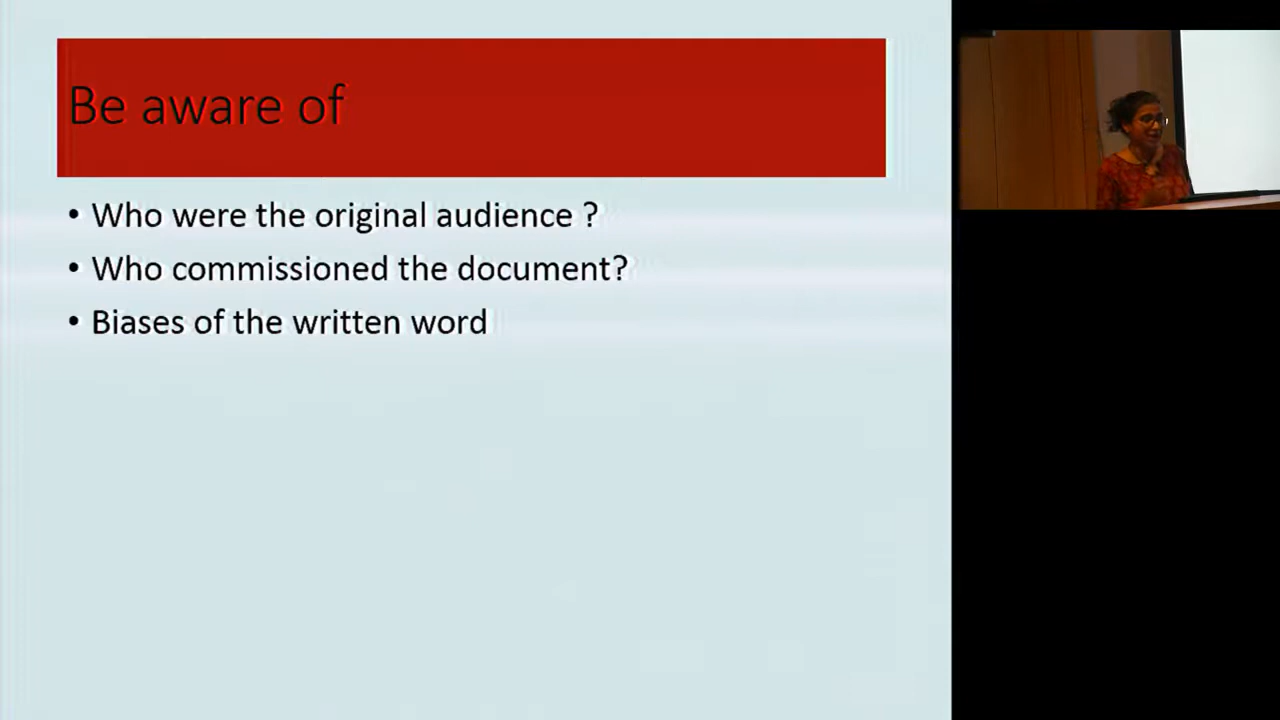 Be aware of
• Who were the original audience ?
• Who commissioned the document?
• Biases of the written word